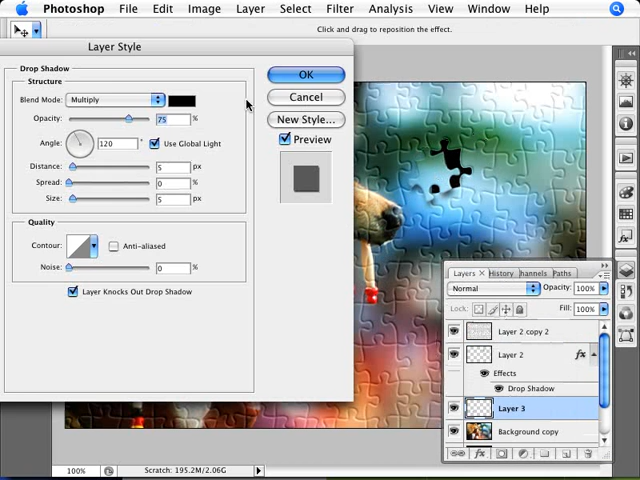 Photoshop File Edit Image Layer Select Filter Analysis View Window Help
Click and drag to reposition the effect.
Layer Style
Drop Shadow
Structure
Blend Mode: Multiply
Opacity: 75 %
Angle: 120 ° Use Global Light
Distance: 5 px
Spread: 0 %
Size: 5 px
Quality
Contour: Anti-aliased
Noise: 0 %
Layer Knocks Out Drop Shadow
OK
Cancel
New Style...
Preview
Layers × History hannels Paths
Normal Opacity: 100%
Lock: Fill: 100%
Layer 2 copy 2
Layer 2 fx
Effects
Drop Shadow
Layer 3
Background copy
fx
100% Scratch: 195.2M/2.06G